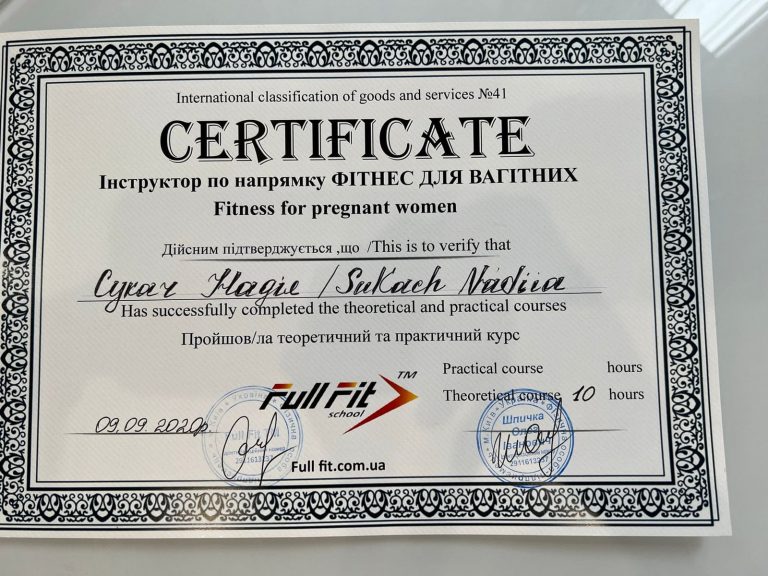 International classification of goods and services №41
CERTIFICATE
Інструктор по напрямку ФІТНЕС ДЛЯ ВАГІТНИХ
Fitness for pregnant women
Дійсним підтверджується ,що /This is to verify that
Сукач Надіє /SuKach Nadiia
Has successfully completed the theoretical and practical courses
Пройшов/ла теоретичний та практичний курс
Practical course hours
Theoretical course 10 hours
Full Fit TM
school
09.09.2020р.
Full fit.com.ua
Шпичка